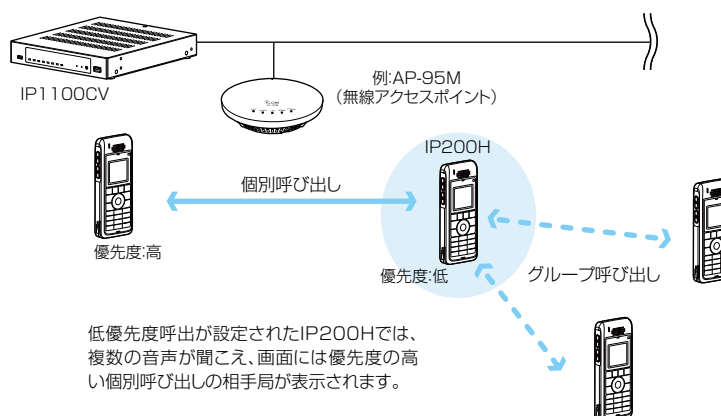 IP1100CV
例:AP-95M
（無線アクセスポイント）
IP200H
個別呼び出し
優先度:高
優先度:低
グループ呼び出し
低優先度呼出が設定されたIP200Hでは、
複数の音声が聞こえ、画面には優先度の高
い個別呼び出しの相手局が表示されます。